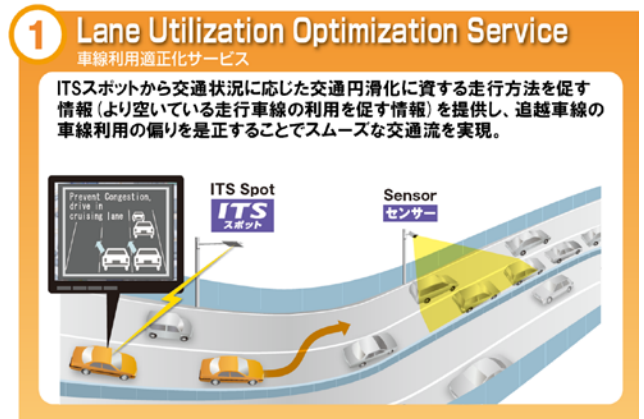 1 Lane Utilization Optimization Service
車線利用適正化サービス
ITSスポットから交通状況に応じた交通円滑化に資する走行方法を促す
情報（より空いている走行車線の利用を促す情報）を提供し、追越車線の
車線利用の偏りを是正することでスムーズな交通流を実現。
Prevent Congestion,
drive in
cruising lane
ITS Spot
ITS
スポット
Sensor
センサー